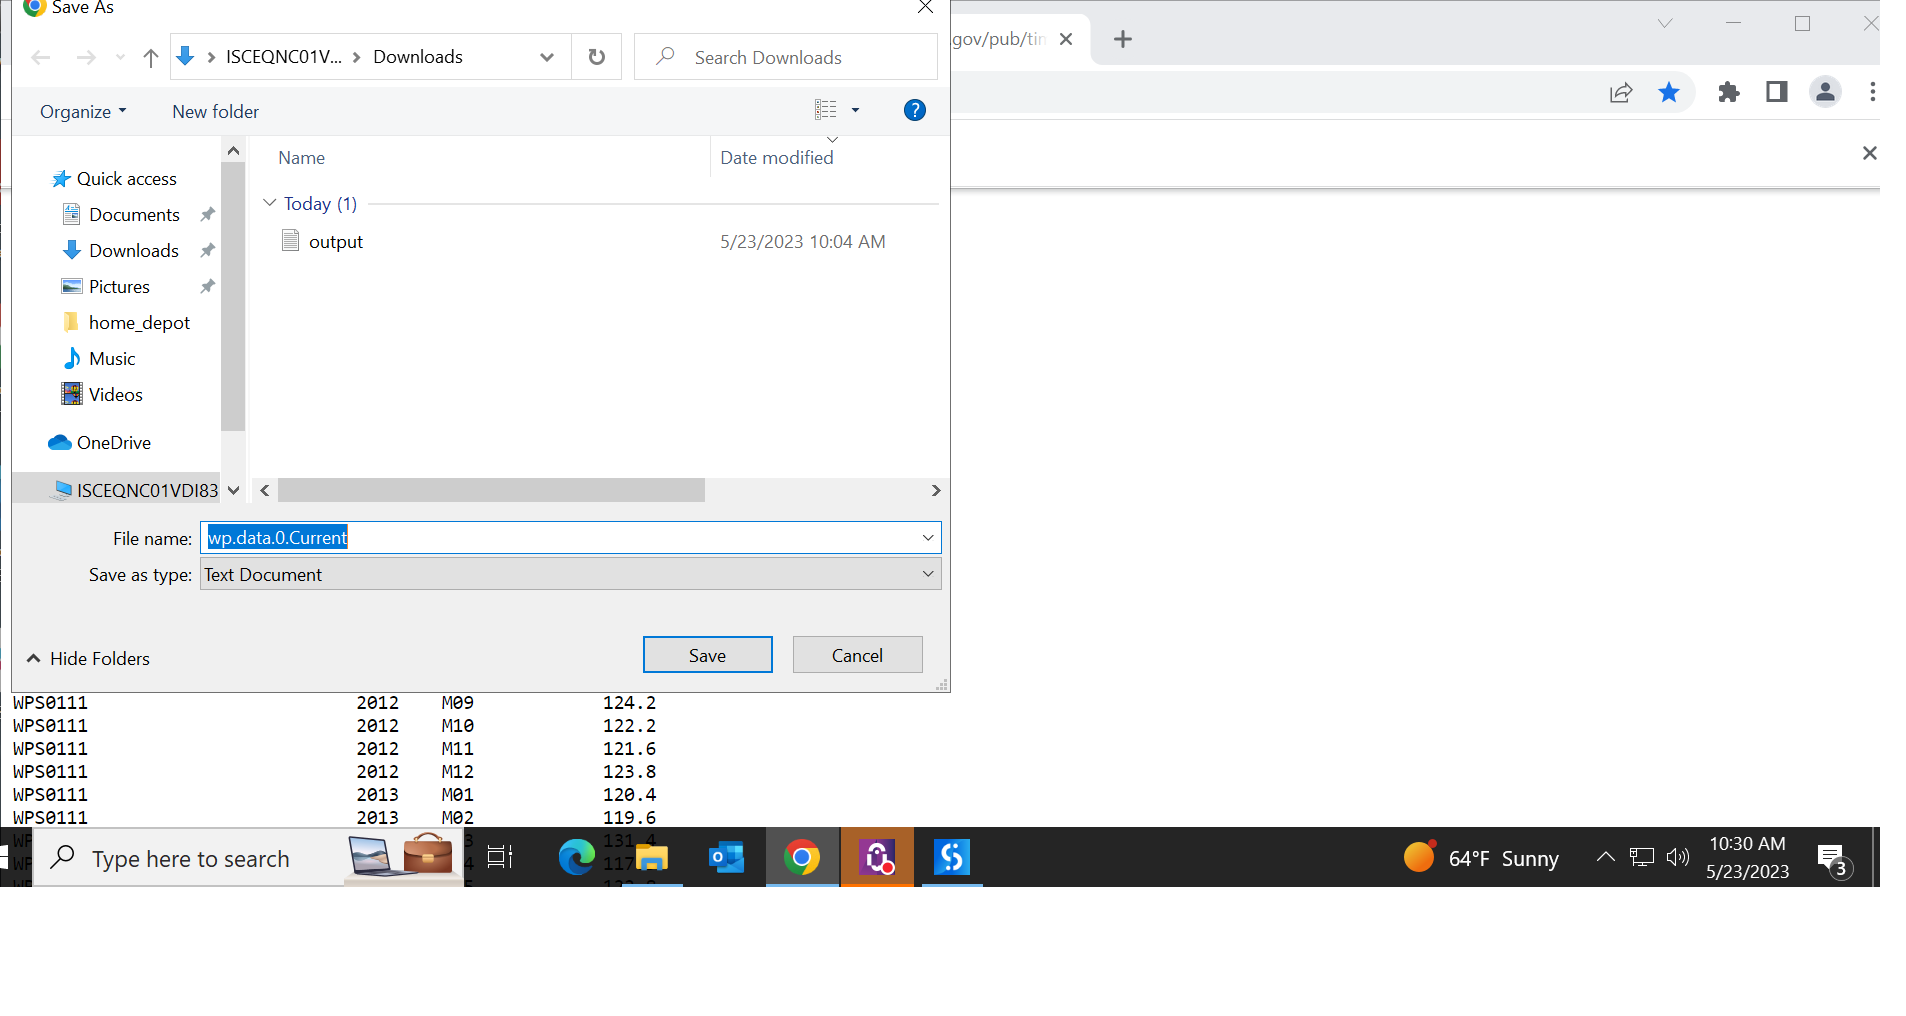 Save As
ISCEQNC01V... Downloads
Search Downloads
gov/pub/tin
Organize
New folder
Name
Date modified
Quick access
Documents
Downloads
Pictures
home_depot
Music
Videos
OneDrive
ISCEQNC01VDI83
Today (1)
output 5/23/2023 10:04 AM
File name: wp.data.0.Current
Save as type: Text Document
Hide Folders
Save
Cancel
WPS0111 2012 M09 124.2
WPS0111 2012 M10 122.2
WPS0111 2012 M11 121.6
WPS0111 2012 M12 123.8
WPS0111 2013 M01 120.4
WPS0111 2013 M02 119.6
Type here to search
64°F Sunny
10:30 AM
5/23/2023
3